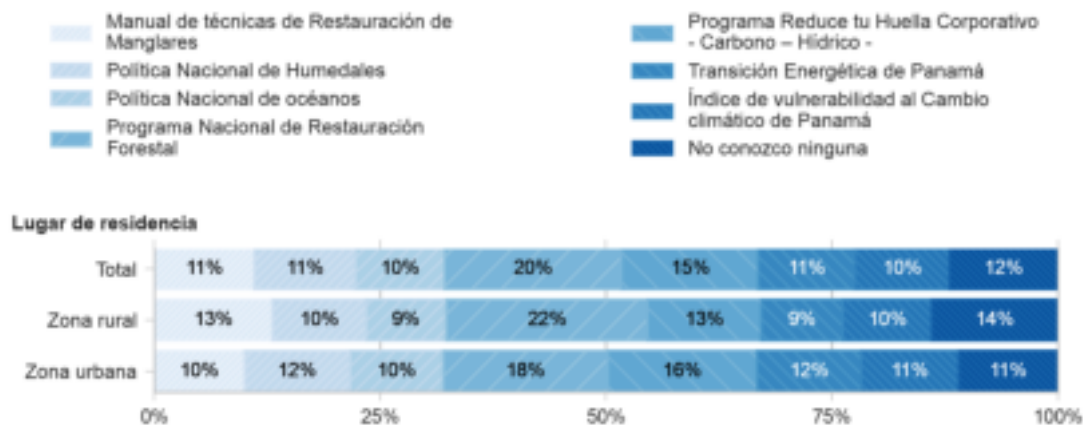 Manual de técnicas de Restauración de
Manglares
Política Nacional de Humedales
Política Nacional de océanos
Programa Nacional de Restauración
Forestal
Programa Reduce tu Huella Corporativo
- Carbono – Hídrico -
Transición Energética de Panamá
Índice de vulnerabilidad al Cambio
climático de Panamá
No conozco ninguna
Lugar de residencia
Total 11% 11% 10% 20% 15% 11% 10% 12%
Zona rural 13% 10% 9% 22% 13% 9% 10% 14%
Zona urbana 10% 12% 10% 18% 16% 12% 11% 11%
0% 25% 50% 75% 100%